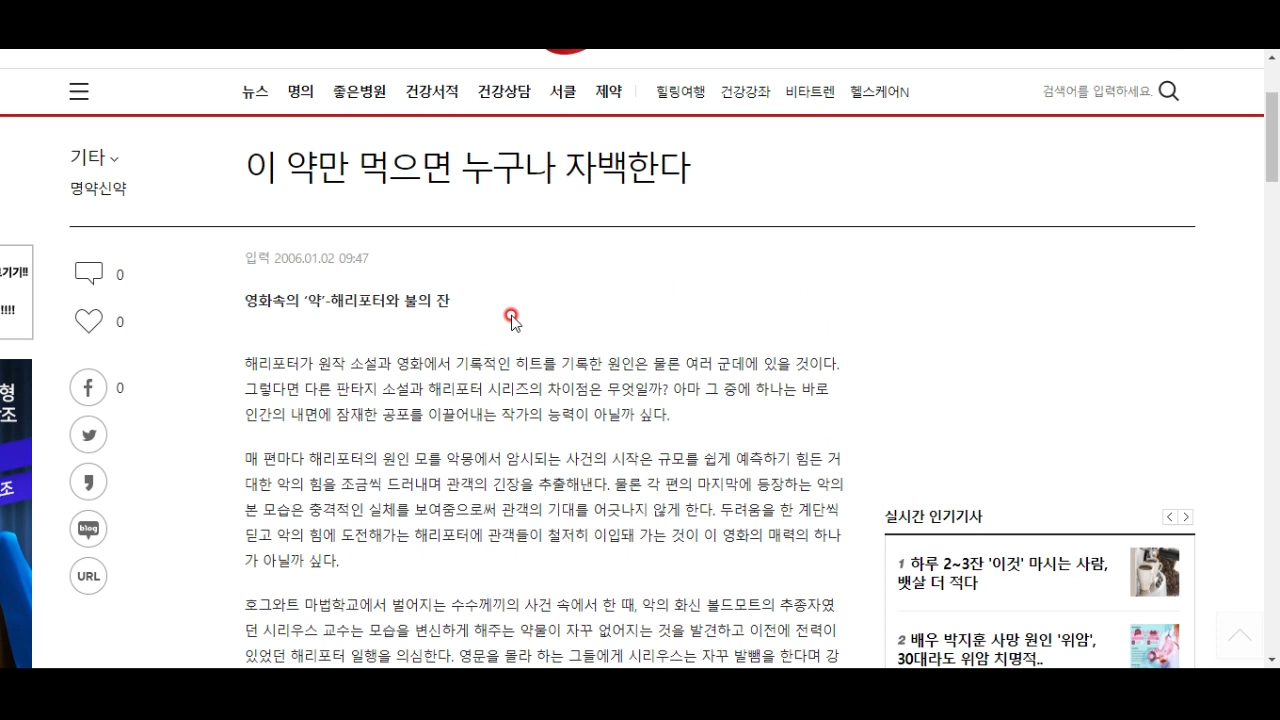 뉴스 명의 좋은병원 건강서적 건강상담 서클 제약 힐링여행 건강강좌 비타트렌 헬스케어N 검색어를 입력하세요.
기타
명약신약
이 약만 먹으면 누구나 자백한다
입력 2006.01.02 09:47
영화속의 ‘약’-해리포터와 불의 잔
0
0
0
blog
URL
해리포터가 원작 소설과 영화에서 기록적인 히트를 기록한 원인은 물론 여러 군데에 있을 것이다.
그렇다면 다른 판타지 소설과 해리포터 시리즈의 차이점은 무엇일까? 아마 그 중에 하나는 바로
인간의 내면에 잠재한 공포를 이끌어내는 작가의 능력이 아닐까 싶다.
매 편마다 해리포터의 원인 모를 악몽에서 암시되는 사건의 시작은 규모를 쉽게 예측하기 힘든 거
대한 악의 힘을 조금씩 드러내며 관객의 긴장을 추출해낸다. 물론 각 편의 마지막에 등장하는 악의
본 모습은 충격적인 실체를 보여줌으로써 관객의 기대를 어긋나지 않게 한다. 두려움을 한 계단씩
딛고 악의 힘에 도전해가는 해리포터에 관객들이 철저히 이입돼 가는 것이 이 영화의 매력의 하나
가 아닐까 싶다.
호그와트 마법학교에서 벌어지는 수수께끼의 사건 속에서 한 때, 악의 화신 볼드모트의 추종자였
던 시리우스 교수는 모습을 변신하게 해주는 약물이 자꾸 없어지는 것을 발견하고 이전에 전력이
있었던 해리포터 일행을 의심한다. 영문을 몰라 하는 그들에게 시리우스는 자꾸 발뺌을 한다며 강
실시간 인기기사
1 하루 2~3잔 '이것' 마시는 사람,
뱃살 더 적다
2 배우 박지훈 사망 원인 '위암',
30대라도 위암 치명적..
기기!!
!!!!
형
조
조